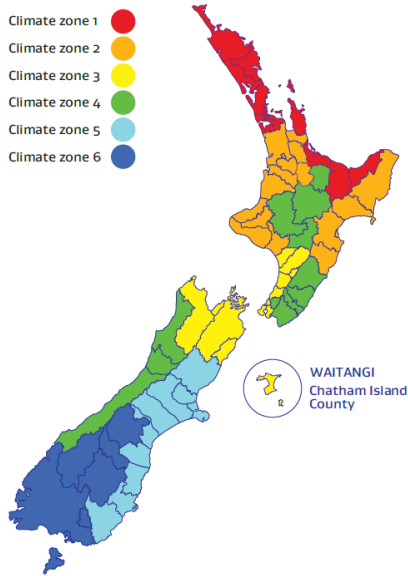 Climate zone 1
Climate zone 2
Climate zone 3
Climate zone 4
Climate zone 5
Climate zone 6
WAITANGI
Chatham Island
County